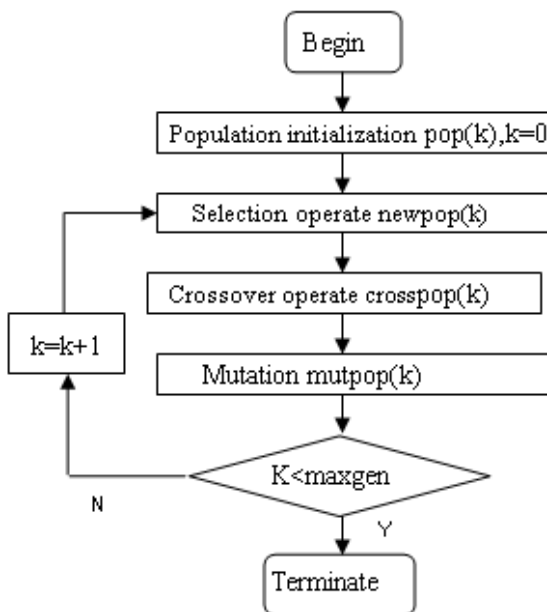 Begin
Population initialization pop(k),k=0
Selection operate newpop(k)
Crossover operate crosspop(k)
k=k+1
Mutation mutpop(k)
K<maxgen
N
Y
Terminate